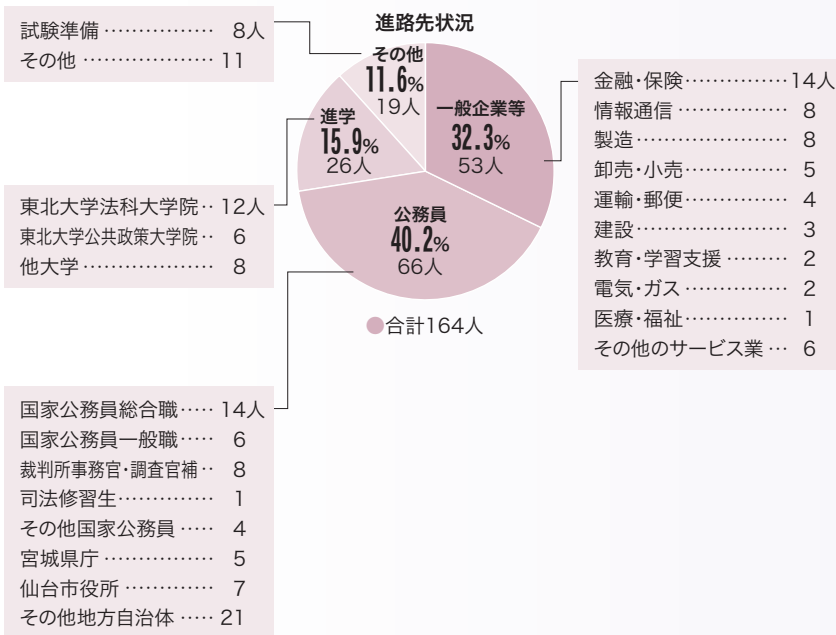 進路先状況
試験準備 …………… 8人
その他 ……………… 11
その他
11.6%
19人
一般企業等
32.3%
53人
進学
15.9%
26人
公務員
40.2%
66人
●合計164人
金融・保険……………14人
情報通信 …………… 8
製造 ………………… 8
卸売・小売…………… 5
運輸・郵便…………… 4
建設…………………… 3
教育・学習支援 ……… 2
電気・ガス …………… 2
医療・福祉…………… 1
その他のサービス業 … 6
東北大学法科大学院‥ 12人
東北大学公共政策大学院‥ 6
他大学 ……………… 8
国家公務員総合職‥‥‥ 14人
国家公務員一般職‥‥‥ 6
裁判所事務官・調査官補‥ 8
司法修習生…………… 1
その他国家公務員 ‥‥‥ 4
宮城県庁 …………… 5
仙台市役所 ………… 7
その他地方自治体 ‥‥‥ 21